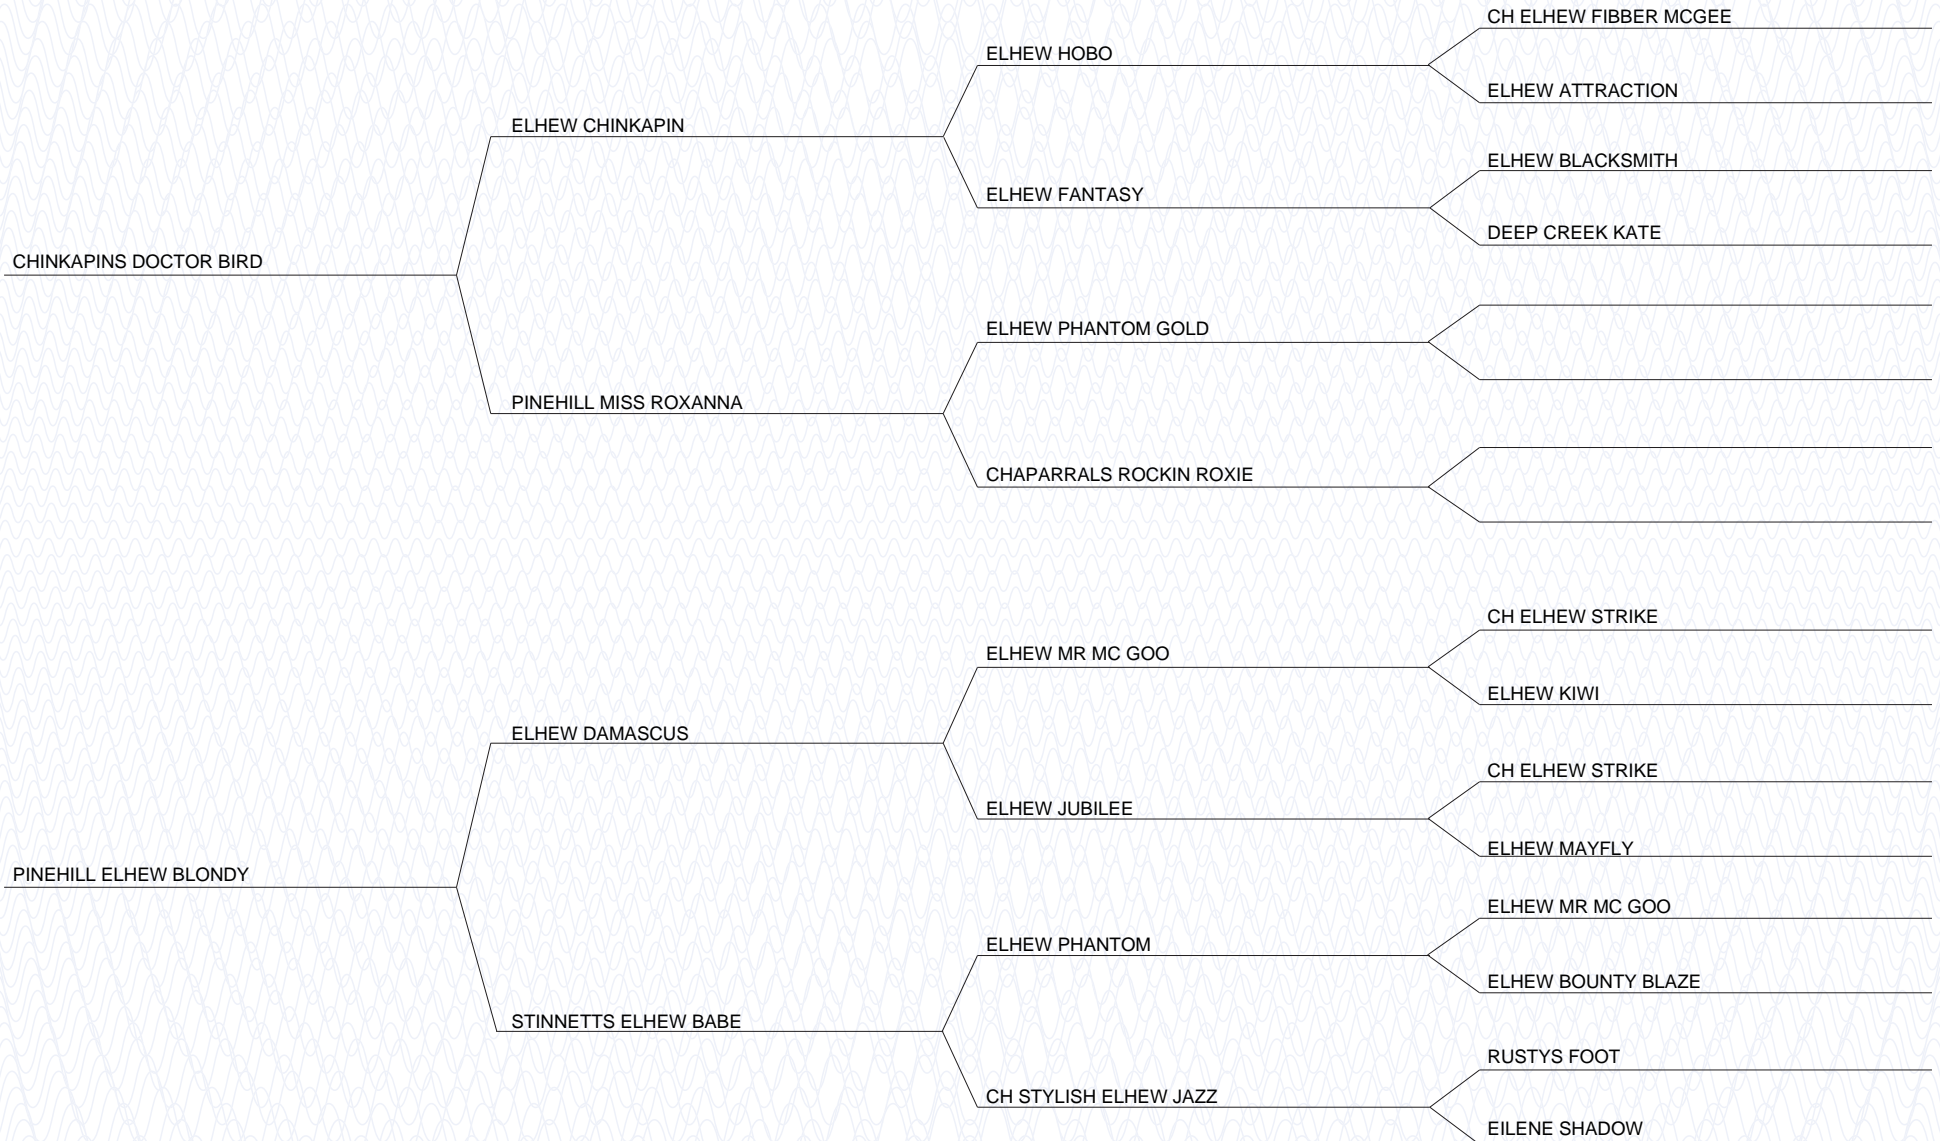 CH ELHEW FIBBER MCGEE
ELHEW HOBO
ELHEW ATTRACTION
ELHEW CHINKAPIN
ELHEW BLACKSMITH
ELHEW FANTASY
DEEP CREEK KATE
CHINKAPINS DOCTOR BIRD
ELHEW PHANTOM GOLD
PINEHILL MISS ROXANNA
CHAPARRALS ROCKIN ROXIE
CH ELHEW STRIKE
ELHEW MR MC GOO
ELHEW KIWI
ELHEW DAMASCUS
CH ELHEW STRIKE
ELHEW JUBILEE
ELHEW MAYFLY
PINEHILL ELHEW BLONDY
ELHEW MR MC GOO
ELHEW PHANTOM
ELHEW BOUNTY BLAZE
STINNETTS ELHEW BABE
RUSTYS FOOT
CH STYLISH ELHEW JAZZ
EILENE SHADOW